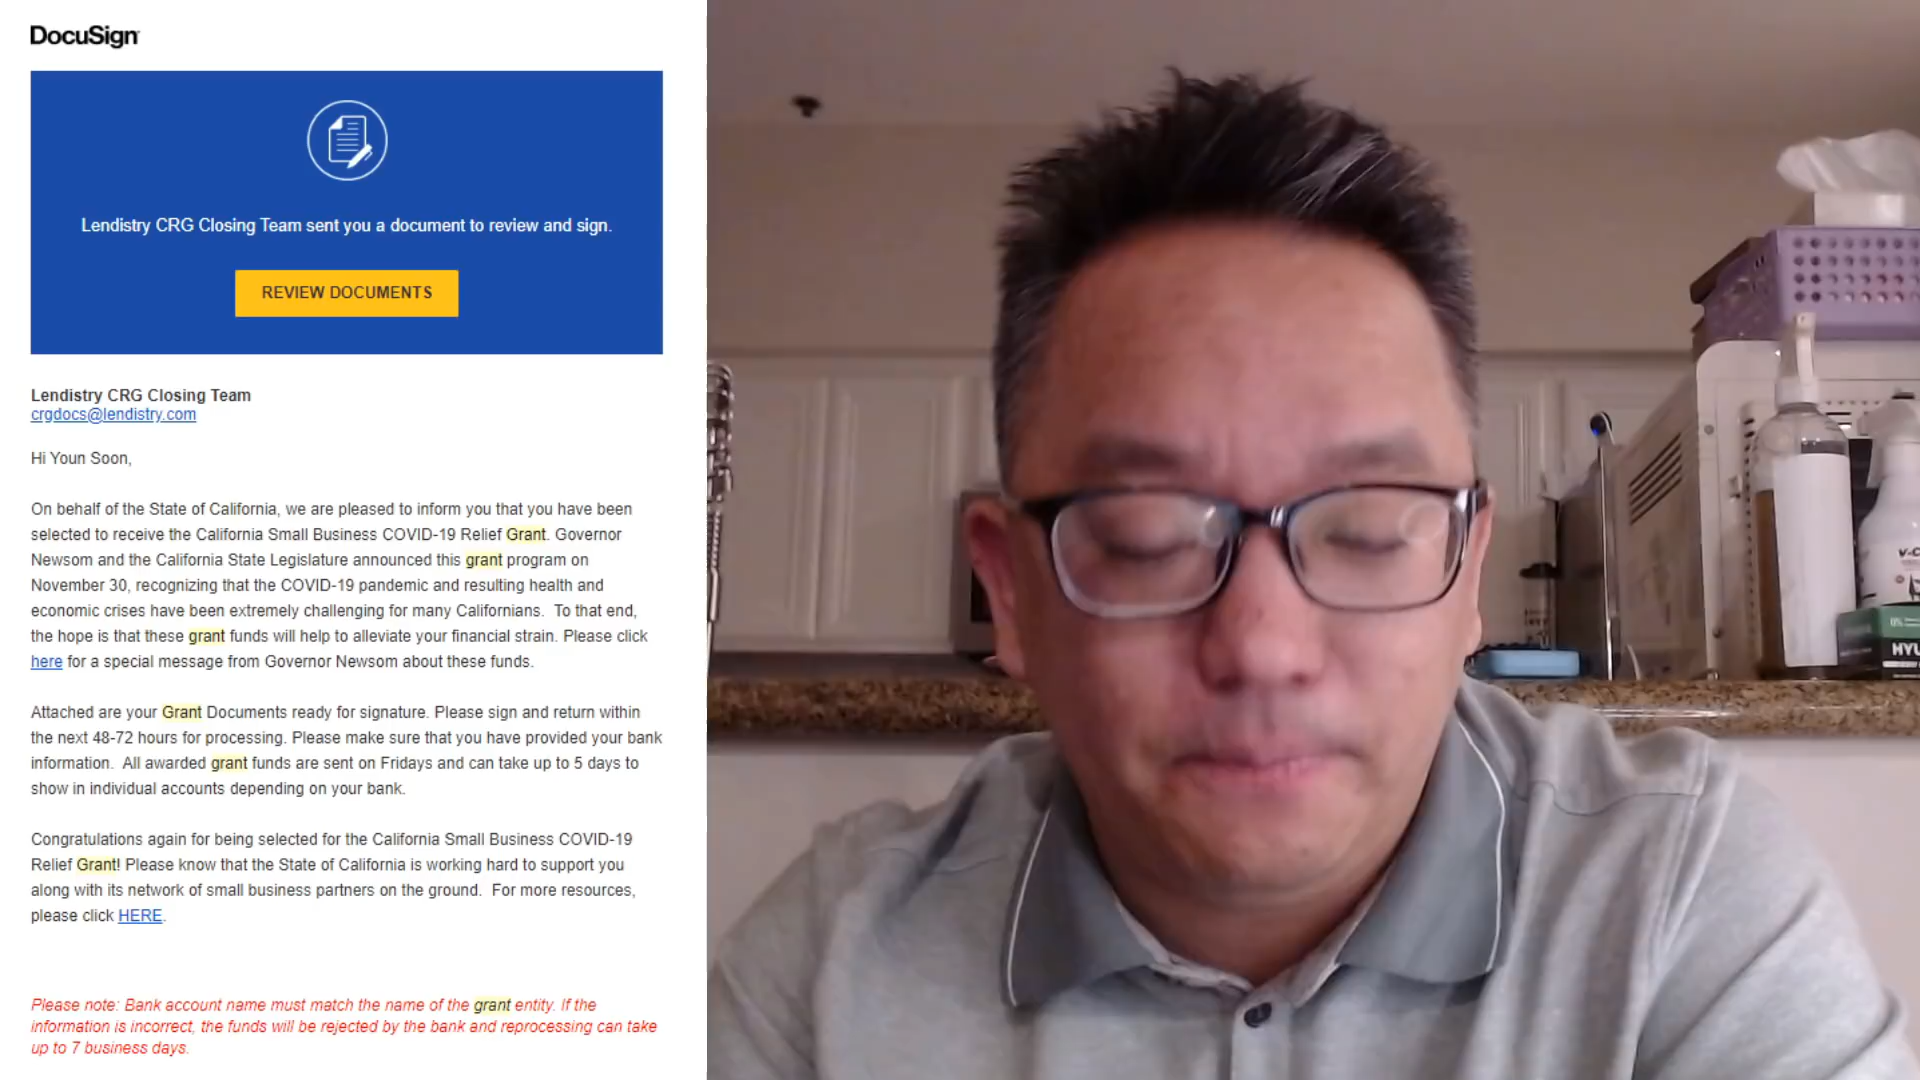 DocuSign
Lendistry CRG Closing Team sent you a document to review and sign.
REVIEW DOCUMENTS
Lendistry CRG Closing Team
crgdocs@lendistry.com
Hi Youn Soon,
On behalf of the State of California, we are pleased to inform you that you have been
selected to receive the California Small Business COVID-19 Relief Grant. Governor
Newsom and the California State Legislature announced this grant program on
November 30, recognizing that the COVID-19 pandemic and resulting health and
economic crises have been extremely challenging for many Californians.  To that end,
the hope is that these grant funds will help to alleviate your financial strain. Please click
here for a special message from Governor Newsom about these funds.
Attached are your Grant Documents ready for signature. Please sign and return within
the next 48-72 hours for processing. Please make sure that you have provided your bank
information.  All awarded grant funds are sent on Fridays and can take up to 5 days to
show in individual accounts depending on your bank.
Congratulations again for being selected for the California Small Business COVID-19
Relief Grant! Please know that the State of California is working hard to support you
along with its network of small business partners on the ground.  For more resources,
please click HERE.
Please note: Bank account name must match the name of the grant entity. If the
information is incorrect, the funds will be rejected by the bank and reprocessing can take
up to 7 business days.